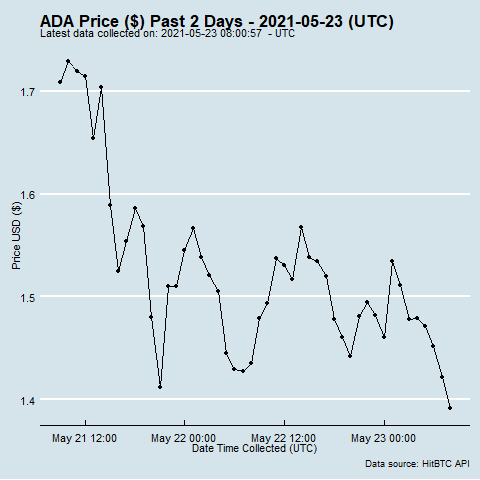 ADA Price ($) Past 2 Days - 2021-05-23 (UTC)
Latest data collected on: 2021-05-23 08:00:57 - UTC
Price USD ($)
1.7
1.6
1.5
1.4
May 21 12:00
May 22 00:00
May 22 12:00
May 23 00:00
Date Time Collected (UTC)
Data source: HitBTC API